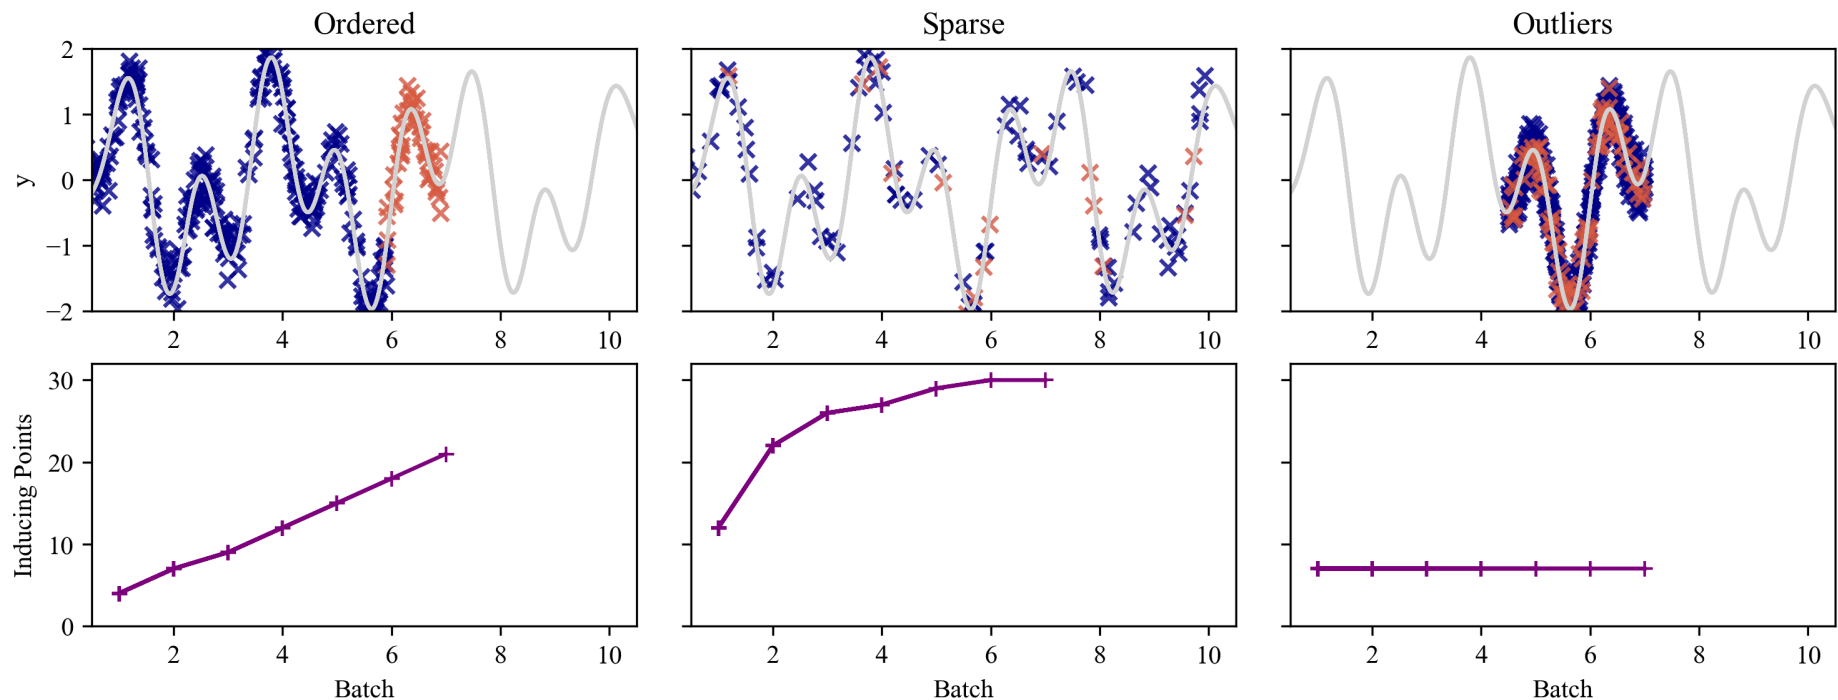 Ordered Sparse Outliers
2
1
0
−1
−2
y
2 4 6 8 10
2 4 6 8 10
2 4 6 8 10
30
20
10
0
Inducing Points
2 4 6 8 10
2 4 6 8 10
2 4 6 8 10
Batch Batch Batch